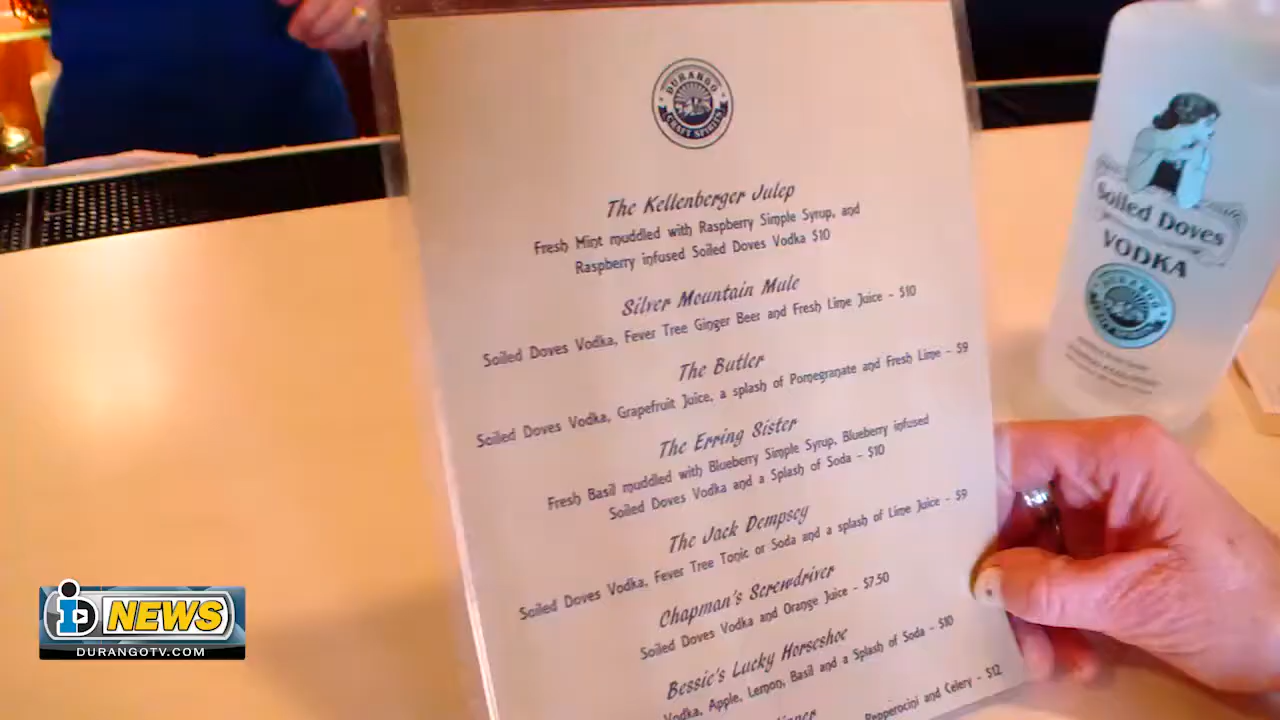 DURANGO
CRAFT SPIRITS
The Kellenberger Julep
Fresh Mint muddled with Raspberry Simple Syrup, and
Raspberry infused Soiled Doves Vodka $10
Silver Mountain Mule
Soiled Doves Vodka, Fever Tree Ginger Beer and Fresh Lime Juice - $10
The Butler
Soiled Doves Vodka, Grapefruit Juice, a splash of Pomegranate and Fresh Lime - $9
The Erring Sister
Fresh Basil muddled with Blueberry Simple Syrup, Blueberry infused
Soiled Doves Vodka and a Splash of Soda - $10
The Jack Dempsey
Soiled Doves Vodka, Fever Tree Tonic or Soda and a splash of Lime Juice - $9
Chapman's Screwdriver
Soiled Doves Vodka and Orange Juice - $7.50
Bessie's Lucky Horseshoe
Vodka, Apple, Lemon, Basil and a Splash of Soda - $10
Pepperocini and Celery - $12
Soiled Doves
VODKA
DURANGO
iD NEWS
DURANGOTV.COM